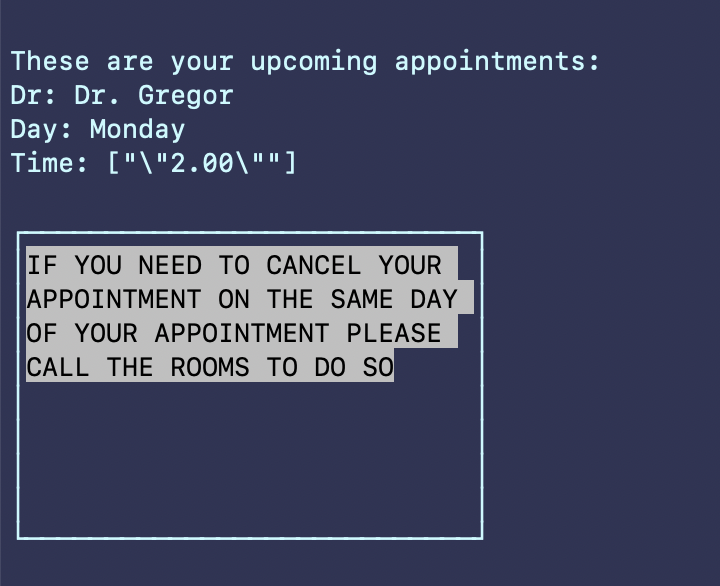 These are your upcoming appointments:
Dr: Dr. Gregor
Day: Monday
Time: ["\"2.00\""]
IF YOU NEED TO CANCEL YOUR
APPOINTMENT ON THE SAME DAY
OF YOUR APPOINTMENT PLEASE
CALL THE ROOMS TO DO SO